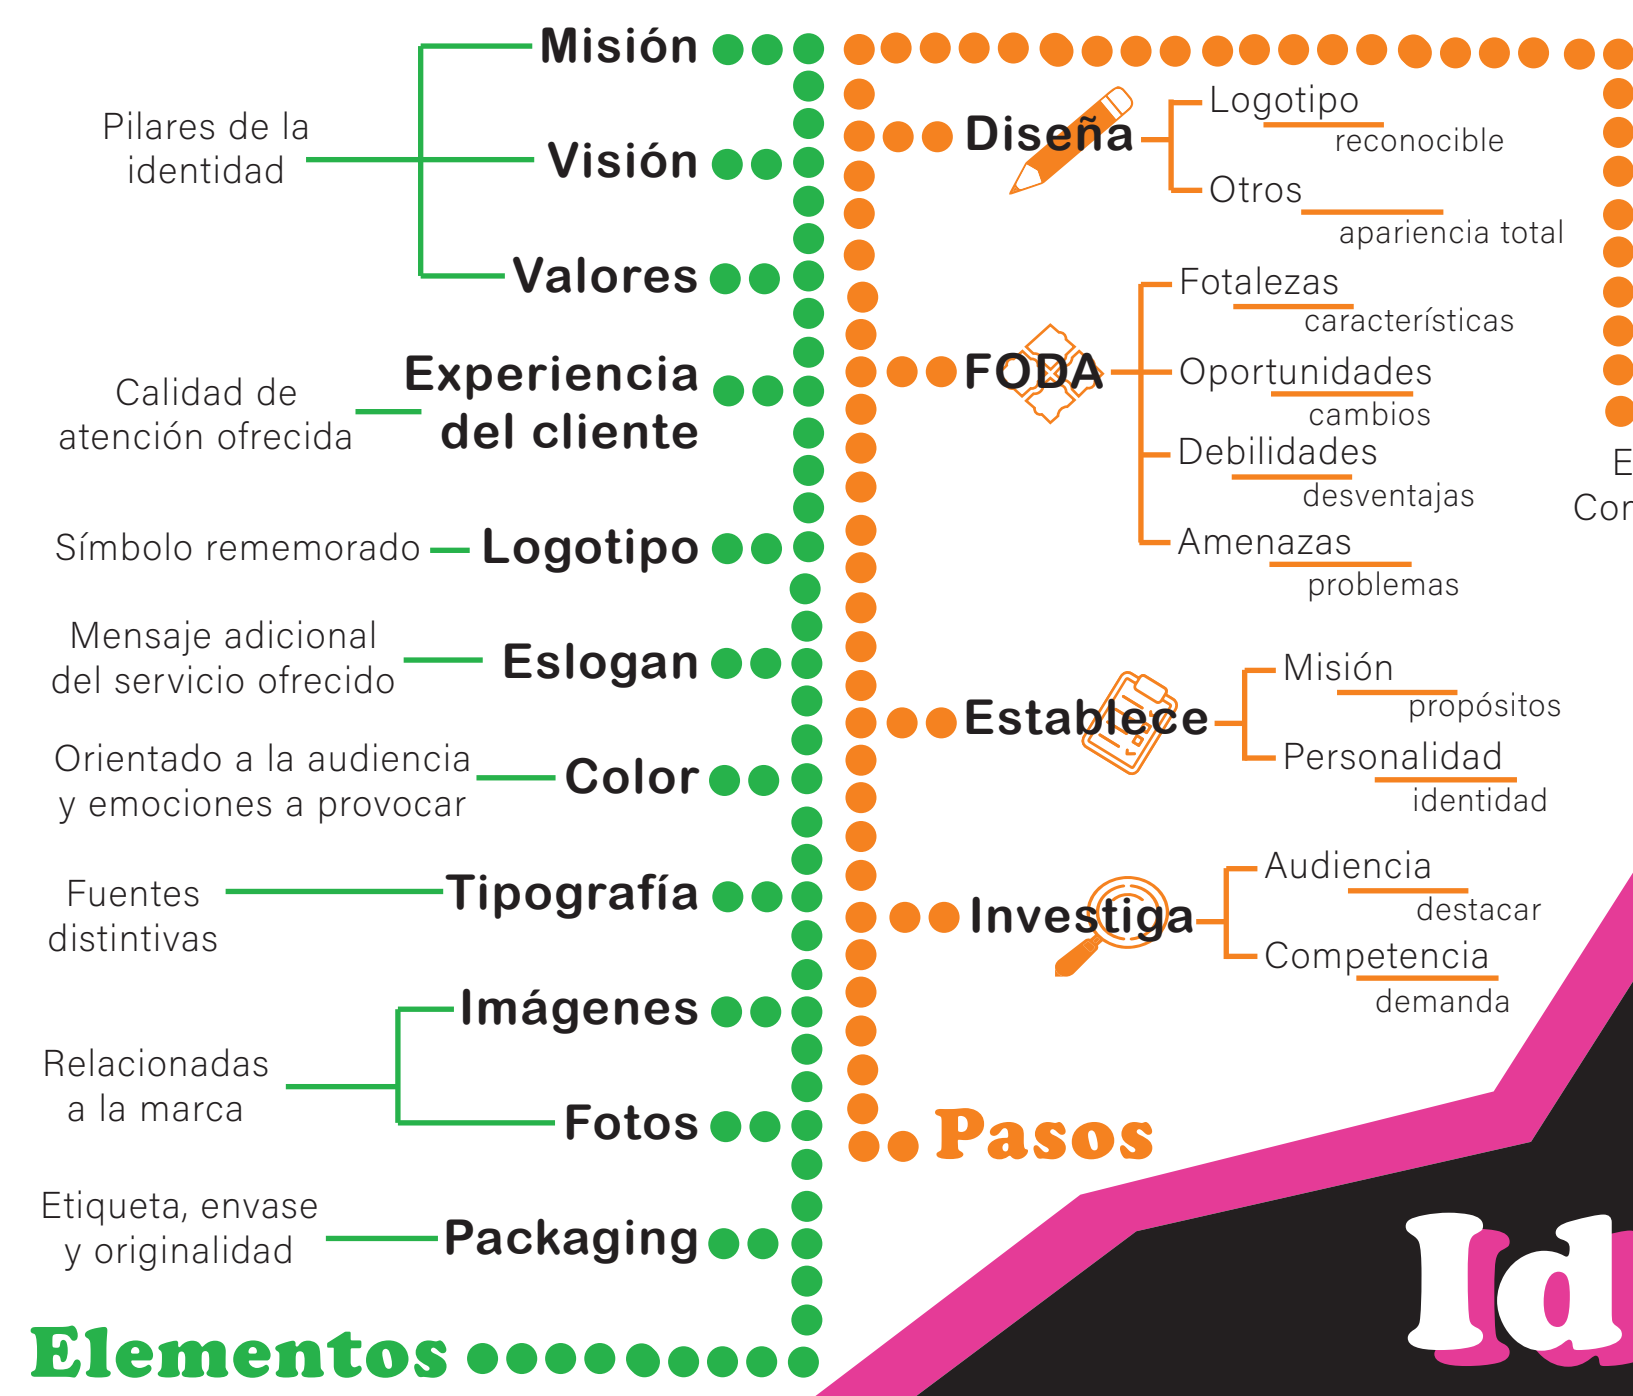 Misión
Pilares de la
identidad
Visión
Valores
Experiencia
del cliente
Calidad de
atención ofrecida
Símbolo rememorado
Logotipo
Mensaje adicional
del servicio ofrecido
Eslogan
Orientado a la audiencia
y emociones a provocar
Color
Fuentes
distintivas
Tipografía
Imágenes
Relacionadas
a la marca
Fotos
Etiqueta, envase
y originalidad
Packaging
Elementos
Diseña
Logotipo
reconocible
Otros
apariencia total
FODA
Fotalezas
características
Oportunidades
cambios
Debilidades
desventajas
Amenazas
problemas
Establece
Misión
propósitos
Personalidad
identidad
Investiga
Audiencia
destacar
Competencia
demanda
Pasos
E
Con
Id